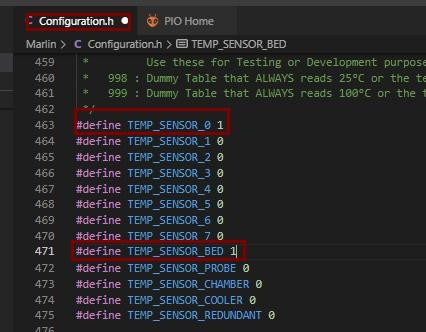 C Configuration.h
PIO Home
Marlin > C Configuration.h > TEMP_SENSOR_BED
459 * Use these for Testing or Development purpose
460 * 998 : Dummy Table that ALWAYS reads 25°C or the te
461 * 999 : Dummy Table that ALWAYS reads 100°C or the t
462 */
463 #define TEMP_SENSOR_0 1
464 #define TEMP_SENSOR_1 0
465 #define TEMP_SENSOR_2 0
466 #define TEMP_SENSOR_3 0
467 #define TEMP_SENSOR_4 0
468 #define TEMP_SENSOR_5 0
469 #define TEMP_SENSOR_6 0
470 #define TEMP_SENSOR_7 0
471 #define TEMP_SENSOR_BED 1
472 #define TEMP_SENSOR_PROBE 0
473 #define TEMP_SENSOR_CHAMBER 0
474 #define TEMP_SENSOR_COOLER 0
475 #define TEMP_SENSOR_REDUNDANT 0
476